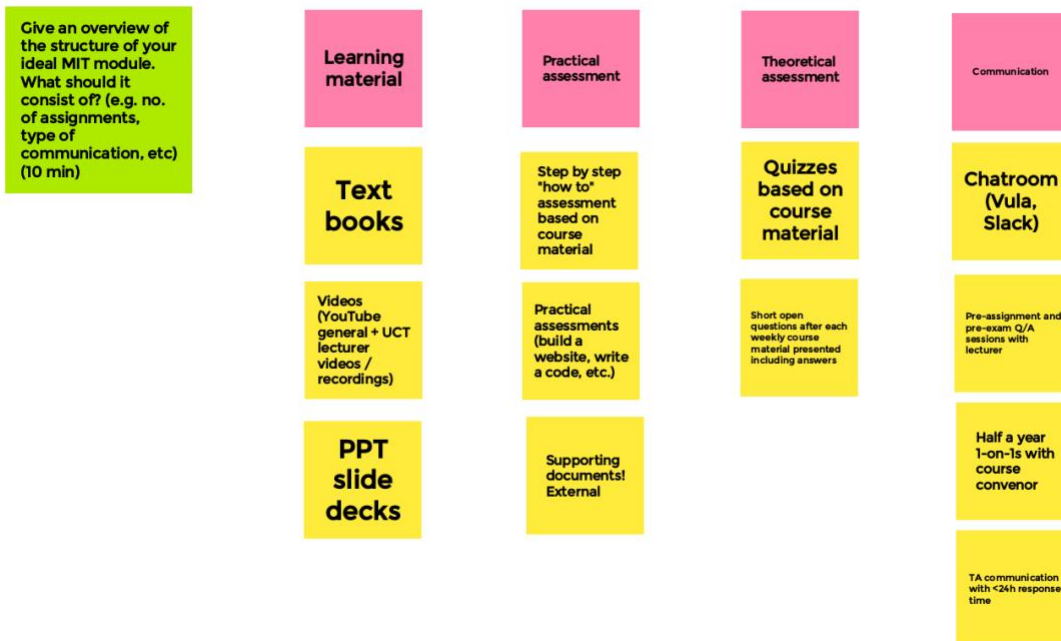 Give an overview of
the structure of your
ideal MIT module.
What should it
consist of? (e.g. no.
of assignments,
type of
communication, etc)
(10 min)
Learning
material
Text
books
Videos
(YouTube
general + UCT
lecturer
videos /
recordings)
PPT
slide
decks
Practical
assessment
Step by step
"how to"
assessment
based on
course
material
Practical
assessments
(build a
website, write
a code, etc.)
Supporting
documents!
External
Theoretical
assessment
Quizzes
based on
course
material
Short open
questions after each
weekly course
material presented
including answers
Communication
Chatroom
(Vula,
Slack)
Pre-assignment and
pre-exam Q/A
sessions with
lecturer
Half a year
1-on-1s with
course
convenor
TA communication
with <24h response
time